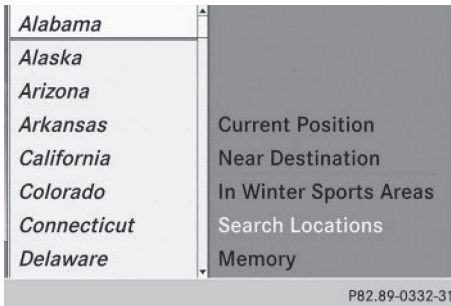 Alabama
Alaska
Arizona
Arkansas
California
Colorado
Connecticut
Delaware
Current Position
Near Destination
In Winter Sports Areas
Search Locations
Memory
P82.89-0332-31